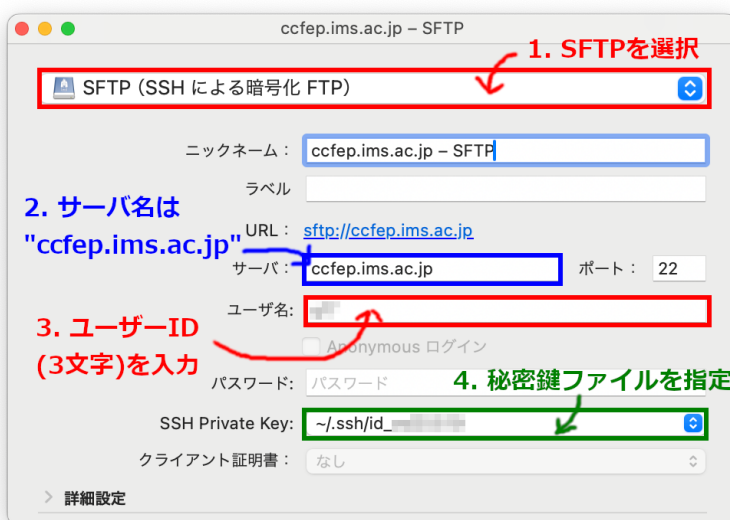 ccfep.ims.ac.jp – SFTP
1. SFTPを選択
SFTP（SSH による暗号化 FTP）
ニックネーム： ccfep.ims.ac.jp – SFTP
ラベル
2. サーバ名は
"ccfep.ims.ac.jp"
URL： sftp://ccfep.ims.ac.jp
サーバ： ccfep.ims.ac.jp ポート： 22
ユーザ名:
3. ユーザーID
(3文字)を入力
Anonymous ログイン
パスワード: パスワード
4. 秘密鍵ファイルを指定
SSH Private Key: ~/.ssh/id_
クライアント証明書： なし
詳細設定